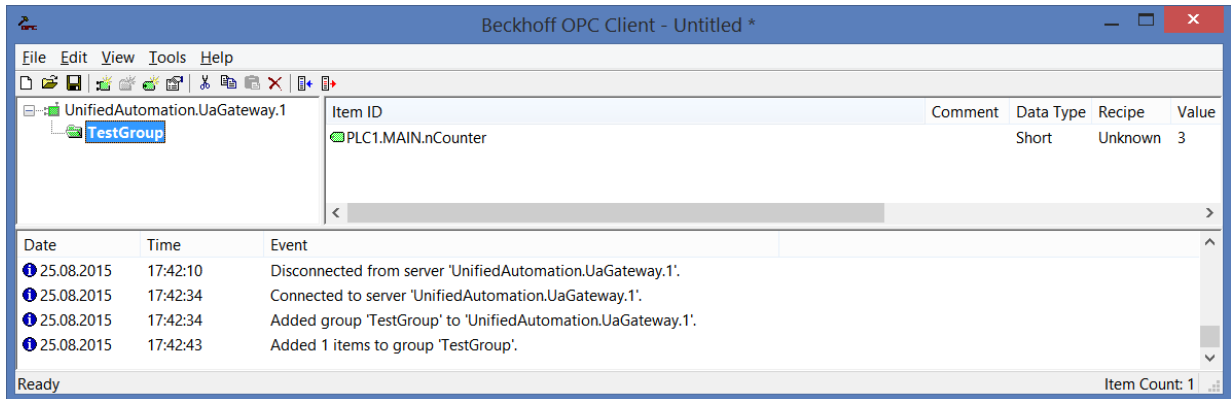 Beckhoff OPC Client - Untitled *
File Edit View Tools Help
UnifiedAutomation.UaGateway.1
TestGroup
Item ID Comment Data Type Recipe Value
PLC1.MAIN.nCounter Short Unknown 3
Date Time Event
25.08.2015 17:42:10 Disconnected from server 'UnifiedAutomation.UaGateway.1'.
25.08.2015 17:42:34 Connected to server 'UnifiedAutomation.UaGateway.1'.
25.08.2015 17:42:34 Added group 'TestGroup' to 'UnifiedAutomation.UaGateway.1'.
25.08.2015 17:42:43 Added 1 items to group 'TestGroup'.
Ready Item Count: 1